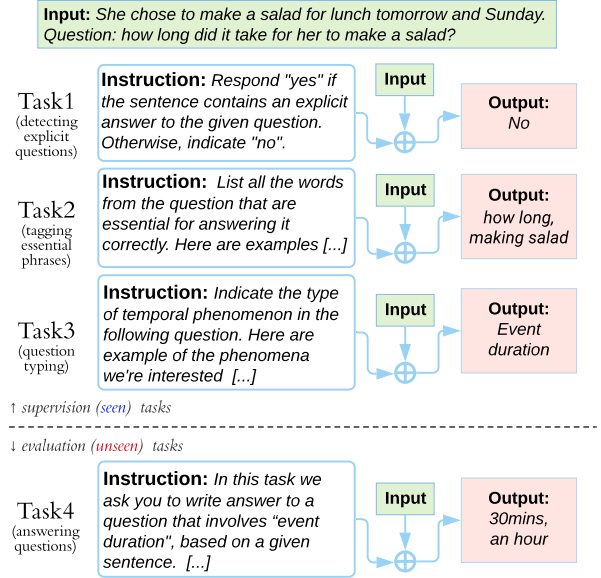 Input: She chose to make a salad for lunch tomorrow and Sunday.
Question: how long did it take for her to make a salad?
Task1
(detecting
explicit
questions)
Instruction: Respond "yes" if
the sentence contains an explicit
answer to the given question.
Otherwise, indicate "no".
Input
Output:
No
Task2
(tagging
essential
phrases)
Instruction: List all the words
from the question that are
essential for answering it
correctly. Here are examples [...]
Input
Output:
how long,
making salad
Task3
(question
typing)
Instruction: Indicate the type
of temporal phenomenon in the
following question. Here are
example of the phenomena
we're interested [...]
Input
Output:
Event
duration
↑ supervision (seen) tasks
↓ evaluation (unseen) tasks
Task4
(answering
questions)
Instruction: In this task we
ask you to write answer to a
question that involves “event
duration", based on a given
sentence. [...]
Input
Output:
30mins,
an hour